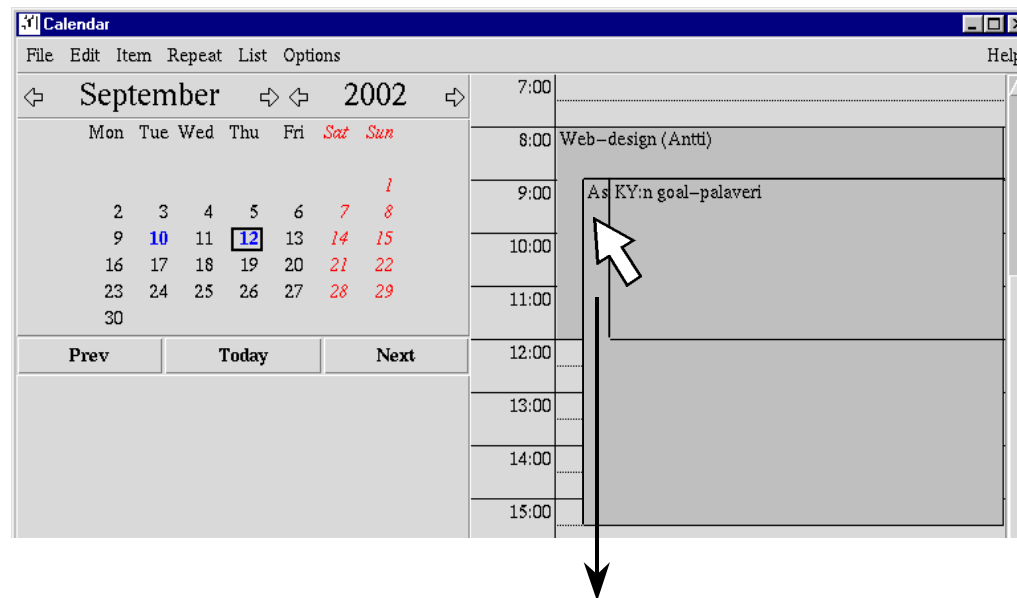 Calendar
File Edit Item Repeat List Options Help
September 2002
Mon Tue Wed Thu Fri Sat Sun
1
2 3 4 5 6 7 8
9 10 11 12 13 14 15
16 17 18 19 20 21 22
23 24 25 26 27 28 29
30
Prev Today Next
7:00
8:00 Web–design (Antti)
9:00 As KY:n goal–palaveri
10:00
11:00
12:00
13:00
14:00
15:00